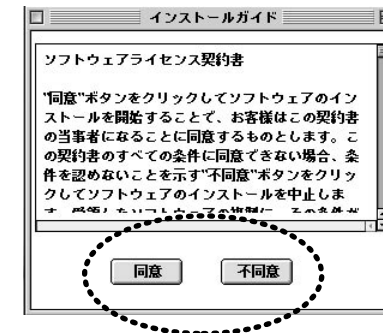 インストールガイド
ソフトウェアライセンス契約書
"同意"ボタンをクリックしてソフトウェアのイン
ストールを開始することで、お客様はこの契約書
の当事者になることに同意するものとします。こ
の契約書のすべての条件に同意できない場合、条
件を認めないことを示す"不同意"ボタンをクリッ
クしてソフトウェアのインストールを中止しま
同意
不同意